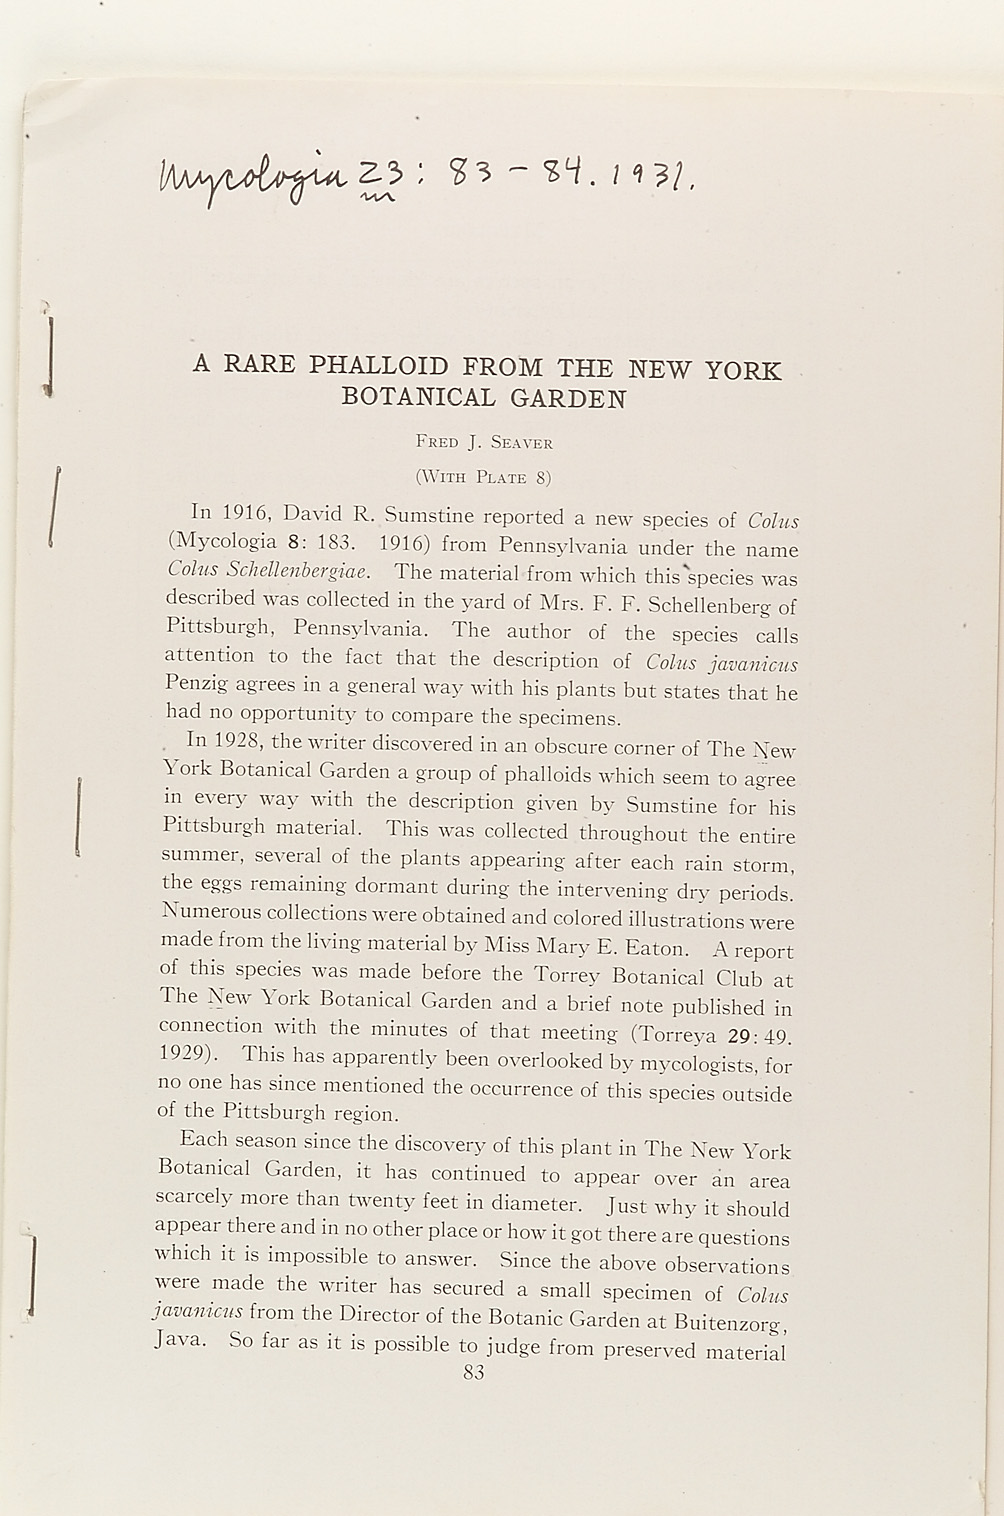 Mycologia 23: 83-84. 1931.
A RARE PHALLOID FROM THE NEW YORK
BOTANICAL GARDEN
FRED J. SEAVER
(WITH PLATE 8)
In 1916, David R. Sumstine reported a new species of Colus
(Mycologia 8: 183. 1916) from Pennsylvania under the name
Colus Schellenbergiae. The material from which this species was
described was collected in the yard of Mrs. F. F. Schellenberg of
Pittsburgh, Pennsylvania. The author of the species calls
attention to the fact that the description of Colus javanicus
Penzig agrees in a general way with his plants but states that he
had no opportunity to compare the specimens.
In 1928, the writer discovered in an obscure corner of The New
York Botanical Garden a group of phalloids which seem to agree
in every way with the description given by Sumstine for his
Pittsburgh material. This was collected throughout the entire
summer, several of the plants appearing after each rain storm,
the eggs remaining dormant during the intervening dry periods.
Numerous collections were obtained and colored illustrations were
made from the living material by Miss Mary E. Eaton. A report
of this species was made before the Torrey Botanical Club at
The New York Botanical Garden and a brief note published in
connection with the minutes of that meeting (Torreya 29: 49.
1929). This has apparently been overlooked by mycologists, for
no one has since mentioned the occurrence of this species outside
of the Pittsburgh region.
Each season since the discovery of this plant in The New York
Botanical Garden, it has continued to appear over an area
scarcely more than twenty feet in diameter. Just why it should
appear there and in no other place or how it got there are questions
which it is impossible to answer. Since the above observations
were made the writer has secured a small specimen of Colus
javanicus from the Director of the Botanic Garden at Buitenzorg,
Java. So far as it is possible to judge from preserved material
83